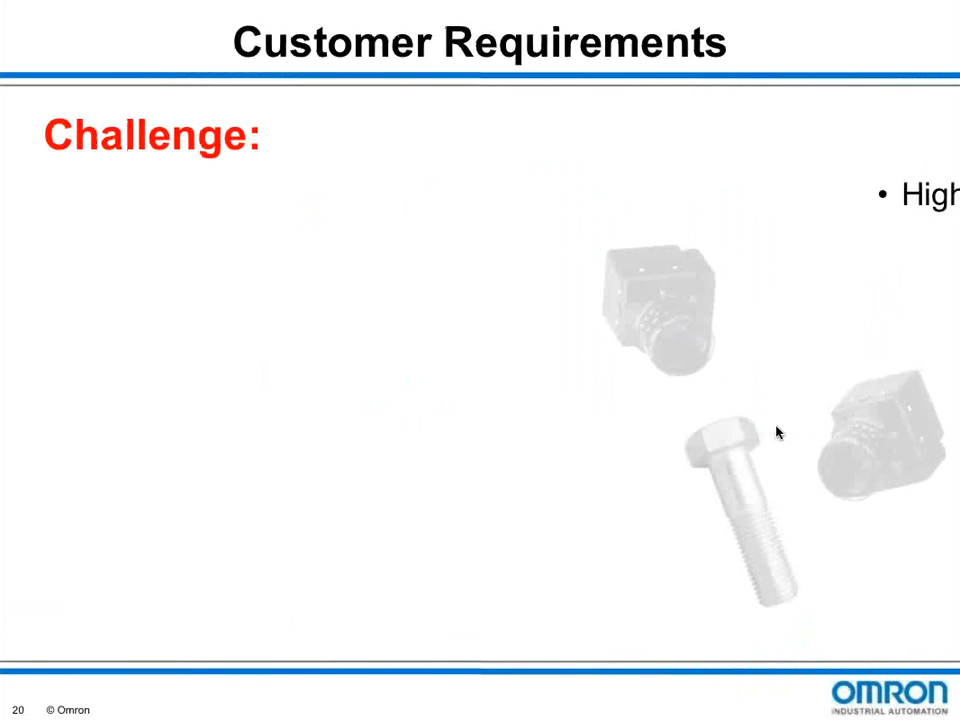 Customer Requirements
Challenge:
• High
20 © Omron
OMRON
INDUSTRIAL AUTOMATION